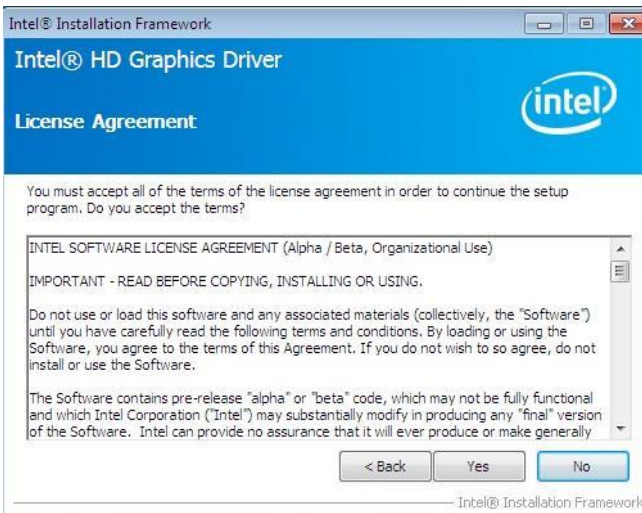 Intel® Installation Framework
Intel® HD Graphics Driver
intel
License Agreement
You must accept all of the terms of the license agreement in order to continue the setup
program. Do you accept the terms?
INTEL SOFTWARE LICENSE AGREEMENT (Alpha / Beta, Organizational Use)
IMPORTANT - READ BEFORE COPYING, INSTALLING OR USING.
Do not use or load this software and any associated materials (collectively, the "Software")
until you have carefully read the following terms and conditions. By loading or using the
Software, you agree to the terms of this Agreement. If you do not wish to so agree, do not
install or use the Software.
The Software contains pre-release "alpha" or "beta" code, which may not be fully functional
and which Intel Corporation ("Intel") may substantially modify in producing any "final" version
of the Software. Intel can provide no assurance that it will ever produce or make generally
< Back
Yes
No
Intel® Installation Framework